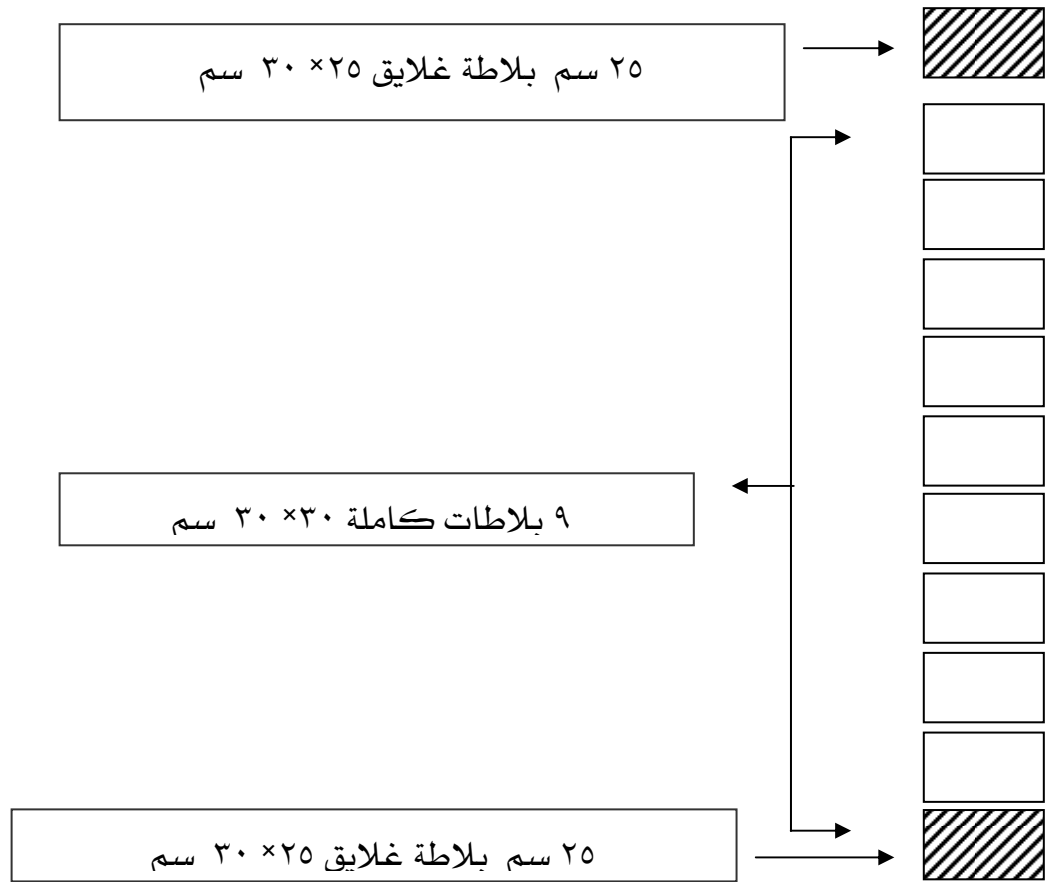 ٢٥ سم بلاطة غلايق ٢٥× ٣٠ سم
٩ بلاطات كاملة ٣٠× ٣٠ سم
٢٥ سم بلاطة غلايق ٢٥× ٣٠ سم